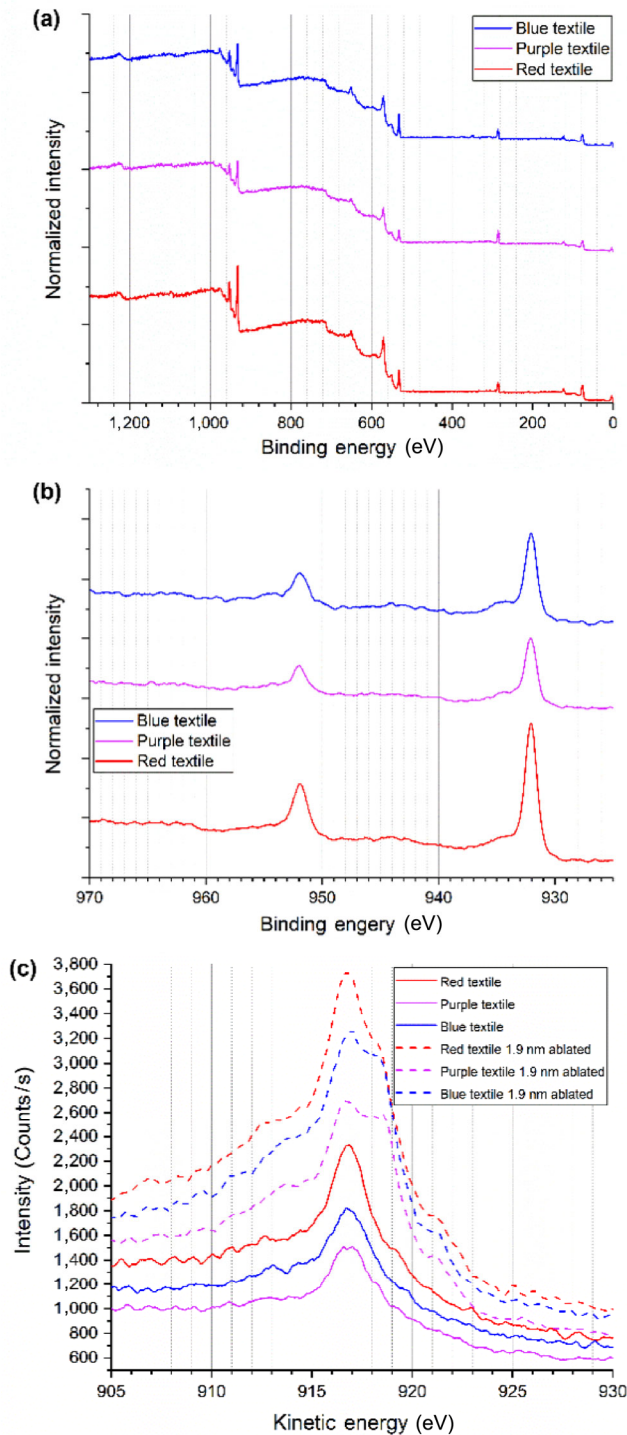 (a)
Blue textile
Purple textile
Red textile
Normalized intensity
1,200 1,000 800 600 400 200 0
Binding energy (eV)
(b)
Normalized intensity
Blue textile
Purple textile
Red textile
970 960 950 940 930
Binding engery (eV)
(c)
3,800
3,600
3,400
3,200
3,000
2,800
2,600
2,400
2,200
2,000
1,800
1,600
1,400
1,200
1,000
800
600
Intensity (Counts/s)
Red textile
Purple textile
Blue textile
Red textile 1.9 nm ablated
Purple textile 1.9 nm ablated
Blue textile 1.9 nm ablated
905 910 915 920 925 930
Kinetic energy (eV)